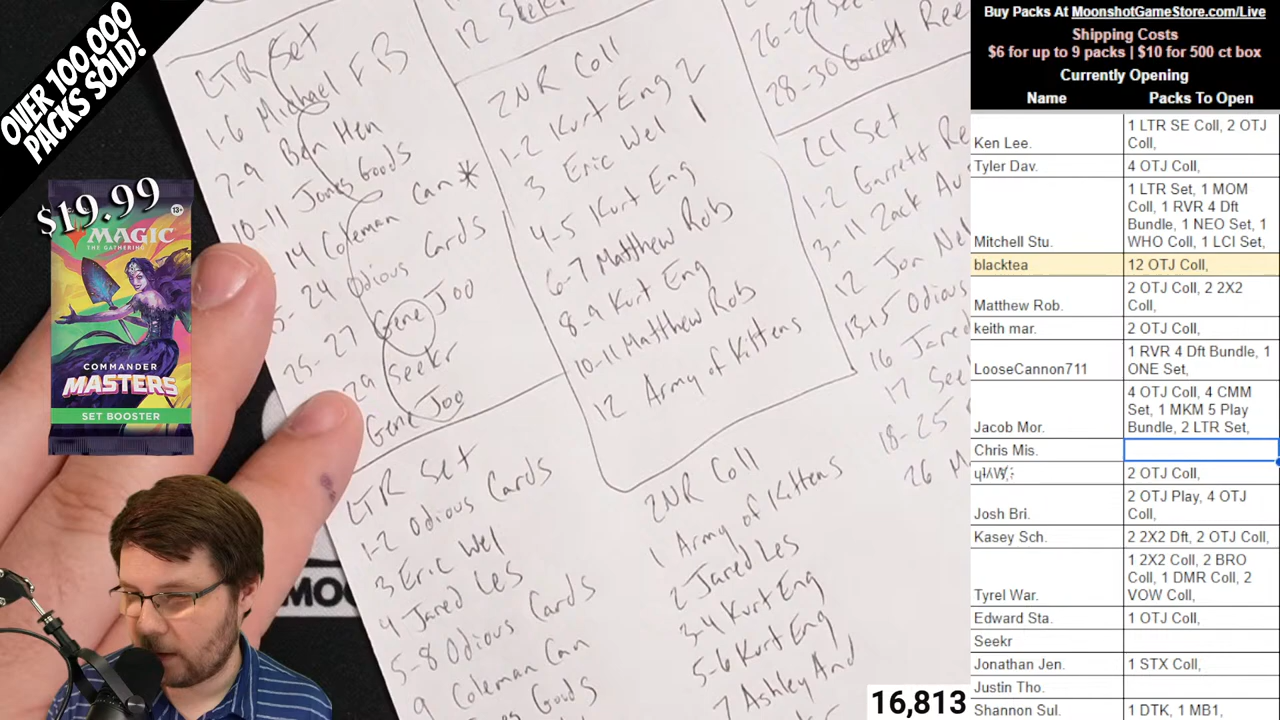 OVER 100,000
PACKS SOLD!
$19.99
13+
MAGIC
THE GATHERING
COMMANDER
MASTERS
SET BOOSTER
LTR Set
1-6 Michael F B
7-9 Ben Hen
10-11 Jones Goods
14 Coleman Can*
24 Odious Cards
25-27 Gene Joo
29 Seekr
Gene Joo
LTR Set
1-2 Odious Cards
3 Eric Wel
4 Jared Les
5-8 Odious Cards
9 Coleman Can
Goods
12 Seekr
2NR Coll
1-2 Kurt Eng 2
3 Eric Wel 1
4-5 Kurt Eng
6-7 Matthew Rob
8-9 Kurt Eng
10-11 Matthew Rob
12 Army of Kittens
2NR Coll
1 Army of Kittens
2 Jared Les
3-4 Kurt Eng
5-6 Kurt Eng
7 Ashley And
26-27 See
28-30 Garrett Ree
LCI Set
1-2 Garrett Re
3-11 Zack Au
12 Jon Nel
13-15 Odious
16 Jared
17 See
18-25
26 M
MOO
16,813
Buy Packs At MoonshotGameStore.com/Live
Shipping Costs
$6 for up to 9 packs | $10 for 500 ct box
Currently Opening
Name Packs To Open
Ken Lee. 1 LTR SE Coll, 2 OTJ
Coll,
Tyler Dav. 4 OTJ Coll,
Mitchell Stu. 1 LTR Set, 1 MOM
Coll, 1 RVR 4 Dft
Bundle, 1 NEO Set, 1
WHO Coll, 1 LCI Set,
blacktea 12 OTJ Coll,
Matthew Rob. 2 OTJ Coll, 2 2X2
Coll,
keith mar. 2 OTJ Coll,
LooseCannon711 1 RVR 4 Dft Bundle, 1
ONE Set,
Jacob Mor. 4 OTJ Coll, 4 CMM
Set, 1 MKM 5 Play
Bundle, 2 LTR Set,
Chris Mis.
2 OTJ Coll,
Josh Bri. 2 OTJ Play, 4 OTJ
Coll,
Kasey Sch. 2 2X2 Dft, 2 OTJ Coll,
Tyrel War. 1 2X2 Coll, 2 BRO
Coll, 1 DMR Coll, 2
VOW Coll,
Edward Sta. 1 OTJ Coll,
Seekr
Jonathan Jen. 1 STX Coll,
Justin Tho.
Shannon Sul. 1 DTK, 1 MB1,